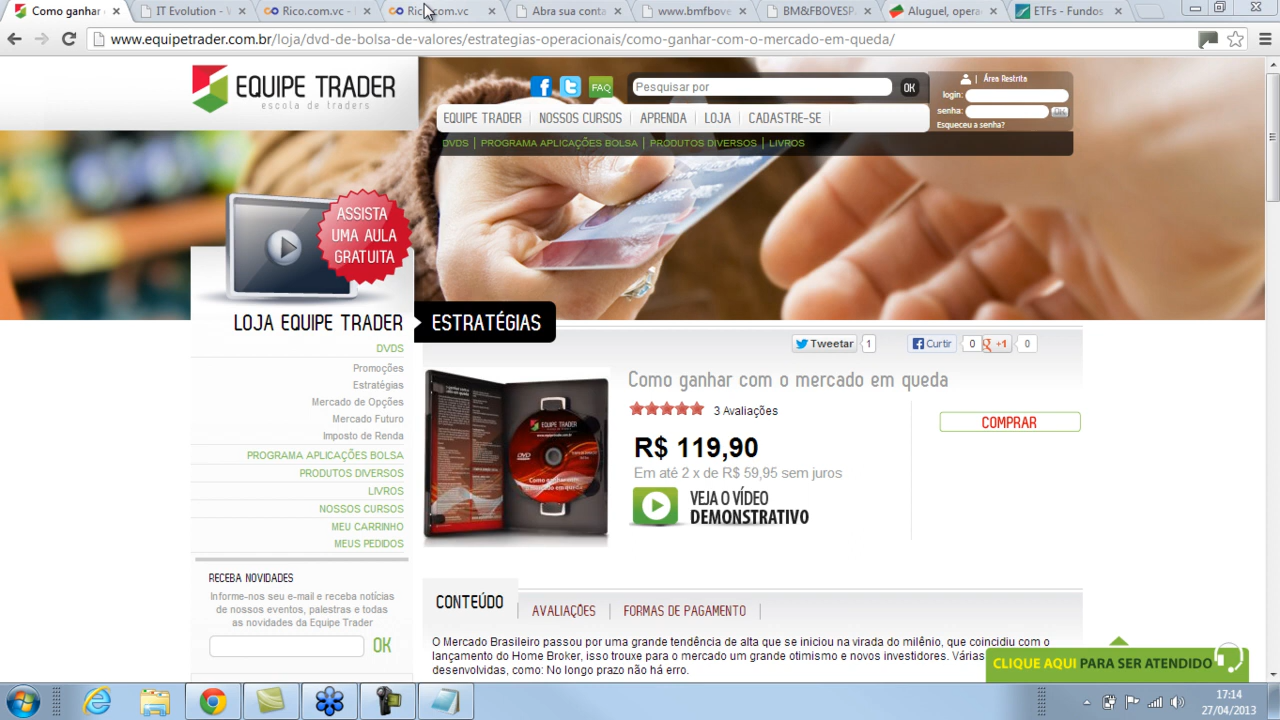 Como ganhar
IT Evolution - V
Rico.com.vc -
Rico.com.vc
Abra sua conta
www.bmfbove
BM&FBOVESP
Aluguel, opera
ETFs - Fundos
www.equipetrader.com.br/loja/dvd-de-bolsa-de-valores/estrategias-operacionais/como-ganhar-com-o-mercado-em-queda/
EQUIPE TRADER
escola de traders
FAQ
Pesquisar por
OK
Área Restrita
login:
senha:
OK
Esqueceu a senha?
EQUIPE TRADER NOSSOS CURSOS APRENDA LOJA CADASTRE-SE
DVDS PROGRAMA APLICAÇÕES BOLSA PRODUTOS DIVERSOS LIVROS
ASSISTA
UMA AULA
GRATUITA
LOJA EQUIPE TRADER
ESTRATÉGIAS
DVDS
Promoções
Estratégias
Mercado de Opções
Mercado Futuro
Imposto de Renda
PROGRAMA APLICAÇÕES BOLSA
PRODUTOS DIVERSOS
LIVROS
NOSSOS CURSOS
MEU CARRINHO
MEUS PEDIDOS
RECEBA NOVIDADES
Informe-nos seu e-mail e receba notícias
de nossos eventos, palestras e todas
as novidades da Equipe Trader
OK
Tweetar 1
Curtir 0
+1 0
Como ganhar com o mercado em queda
3 Avaliações
COMPRAR
R$ 119,90
Em até 2 x de R$ 59,95 sem juros
VEJA O VÍDEO
DEMONSTRATIVO
EQUIPE TRADER
DVD
CONTEÚDO AVALIAÇÕES FORMAS DE PAGAMENTO
O Mercado Brasileiro passou por uma grande tendência de alta que se iniciou na virada do milênio, que coincidiu com o
lançamento do Home Broker, isso trouxe para o mercado um grande otimismo e novos investidores. Várias
desenvolvidas, como: No longo prazo não há erro.
CLIQUE AQUI PARA SER ATENDIDO
17:14
27/04/2013